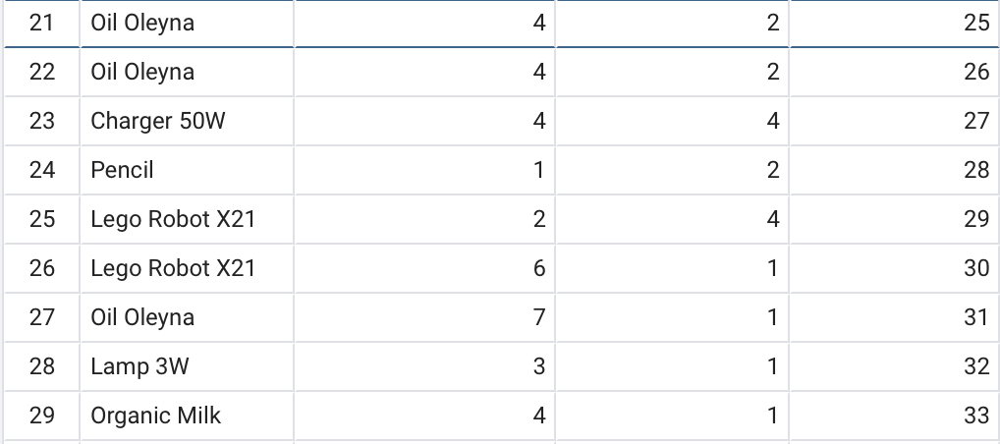 21 Oil Oleyna 4 2 25
22 Oil Oleyna 4 2 26
23 Charger 50W 4 4 27
24 Pencil 1 2 28
25 Lego Robot X21 2 4 29
26 Lego Robot X21 6 1 30
27 Oil Oleyna 7 1 31
28 Lamp 3W 3 1 32
29 Organic Milk 4 1 33